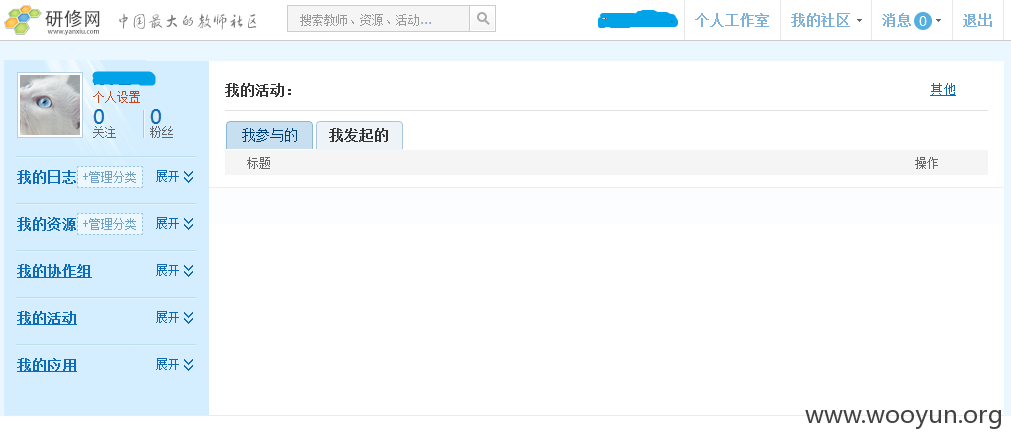 研修网 中国最大的教师社区 搜索教师、资源、活动... 个人工作室 我的社区 消息 0 退出
www.yanxiu.com
个人设置
0 0
关注 粉丝
我的日志 +管理分类 展开
我的资源 +管理分类 展开
我的协作组 展开
我的活动 展开
我的应用 展开
我的活动： 其他
我参与的 我发起的
标题 操作
www.wooyun.org